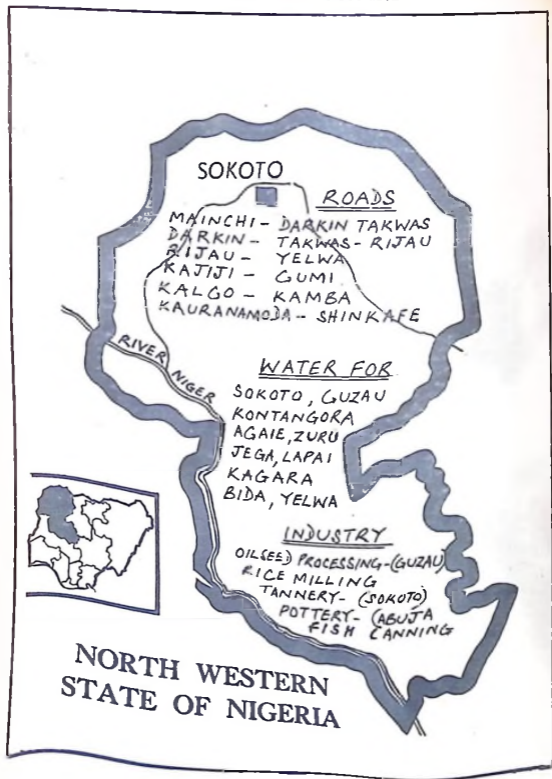 SOKOTO
ROADS
MAINCHI - DARKIN TAKWAS
DARKIN - TAKWAS - RIJAU
RIJAU - YELWA
KAJIJI - GUMI
KALGO - KAMBA
KAURANAMODA - SHINKAFE
RIVER NIGER
WATER FOR
SOKOTO, GUZAU
KONTANGORA
AGAIE, ZURU
JEGA, LAPAI
KAGARA
BIDA, YELWA
INDUSTRY
OILSEED PROCESSING - (GUZAU)
RICE MILLING
TANNERY - (SOKOTO)
POTTERY - (ABUJA
FISH CANNING
NORTH WESTERN
STATE OF NIGERIA